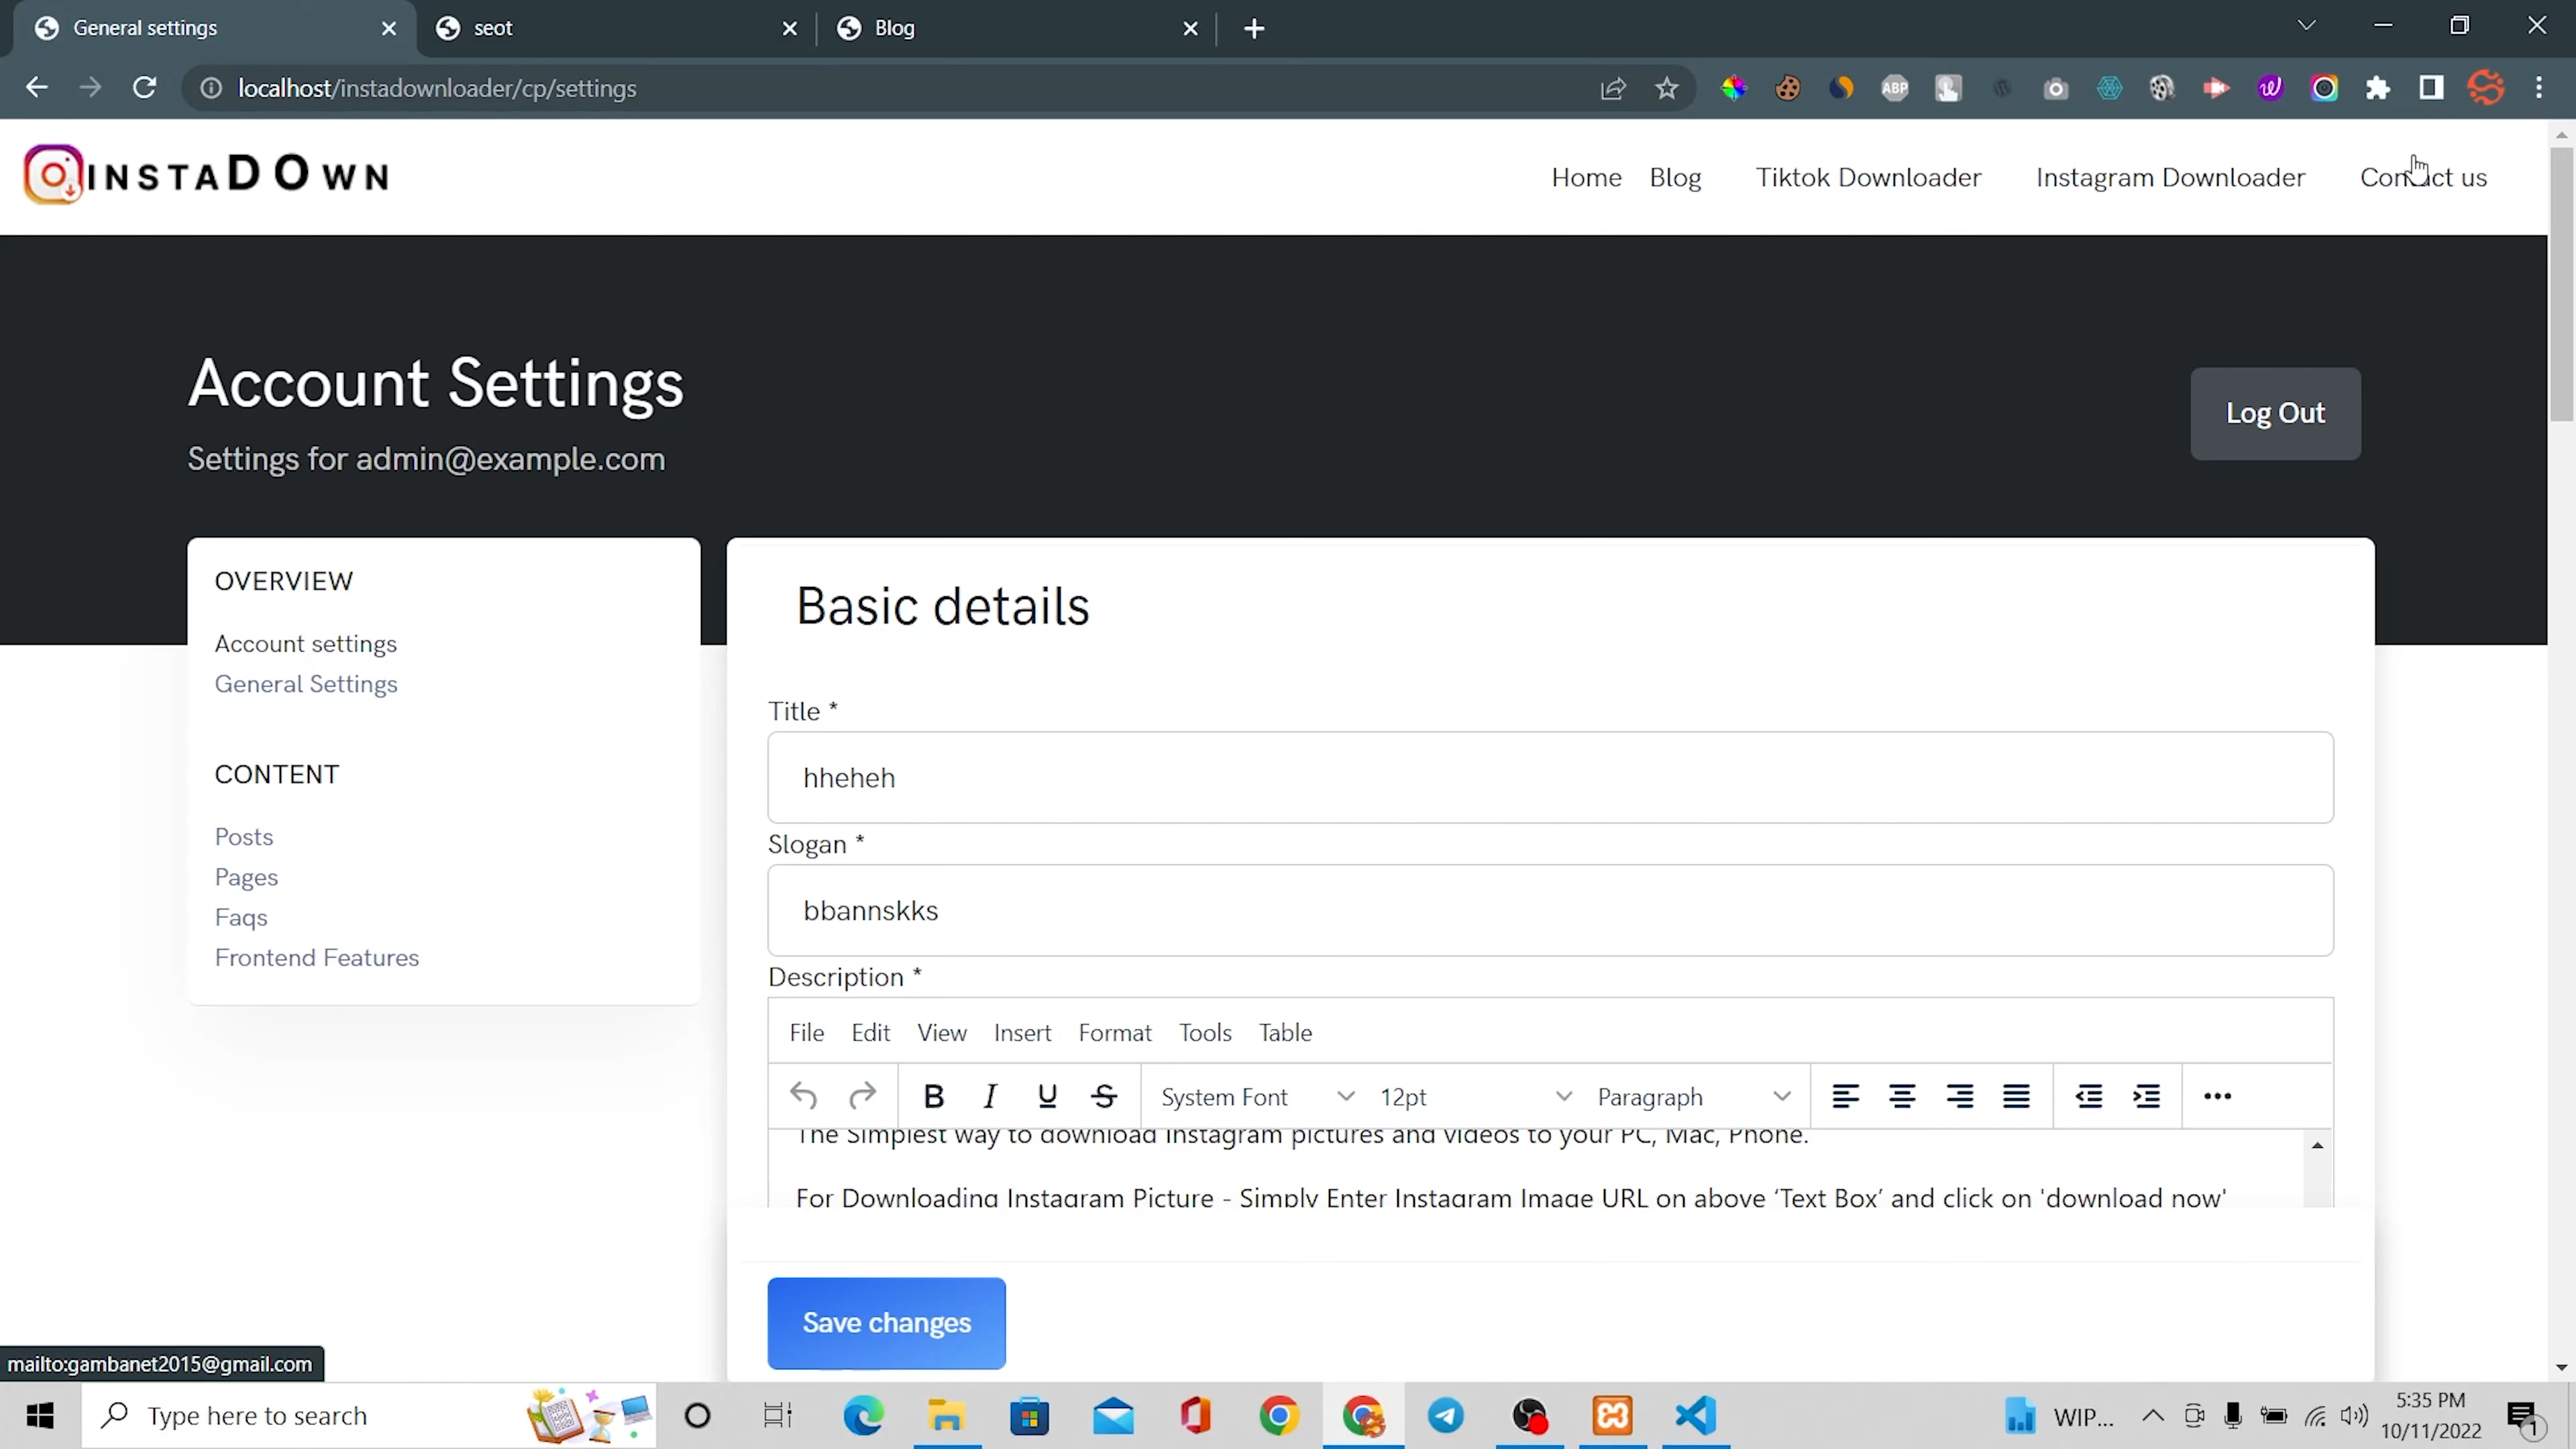 General settings
seot
Blog
localhost/instadownloader/cp/settings
ABP
INSTADOWN
Home Blog Tiktok Downloader Instagram Downloader Contact us
Account Settings
Settings for admin@example.com
Log Out
OVERVIEW
Account settings
General Settings
CONTENT
Posts
Pages
Faqs
Frontend Features
Basic details
Title *
hheheh
Slogan *
bbannskks
Description *
File Edit View Insert Format Tools Table
B I U S System Font 12pt Paragraph
The Simplest way to download Instagram pictures and videos to your PC, Mac, Phone.
For Downloading Instagram Picture - Simply Enter Instagram Image URL on above ‘Text Box’ and click on 'download now'
Save changes
mailto:gambanet2015@gmail.com
Type here to search
WIP...
5:35 PM
10/11/2022
1